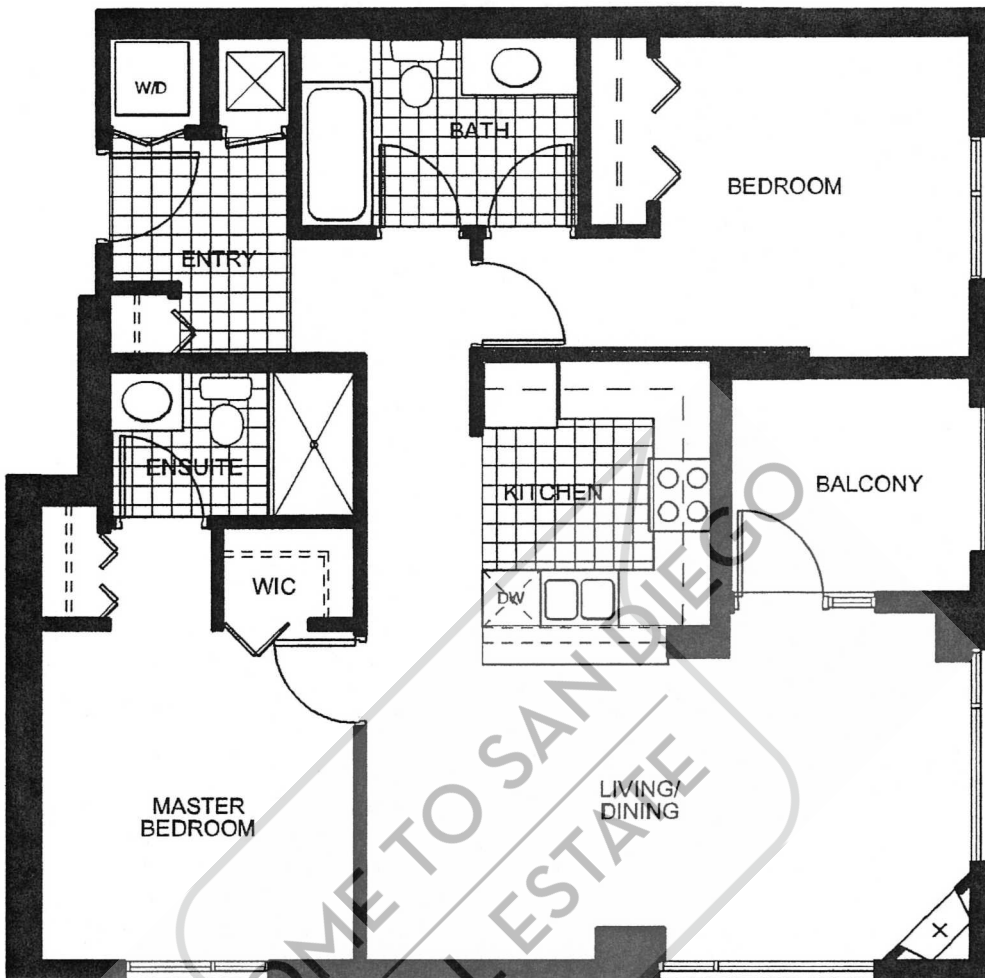 W/D
BATH
BEDROOM
ENTRY
ENSUITE
KITCHEN
BALCONY
WIC
DW
MASTER
BEDROOM
LIVING/
DINING
OME TO SAN DIEGO
L ESTATE